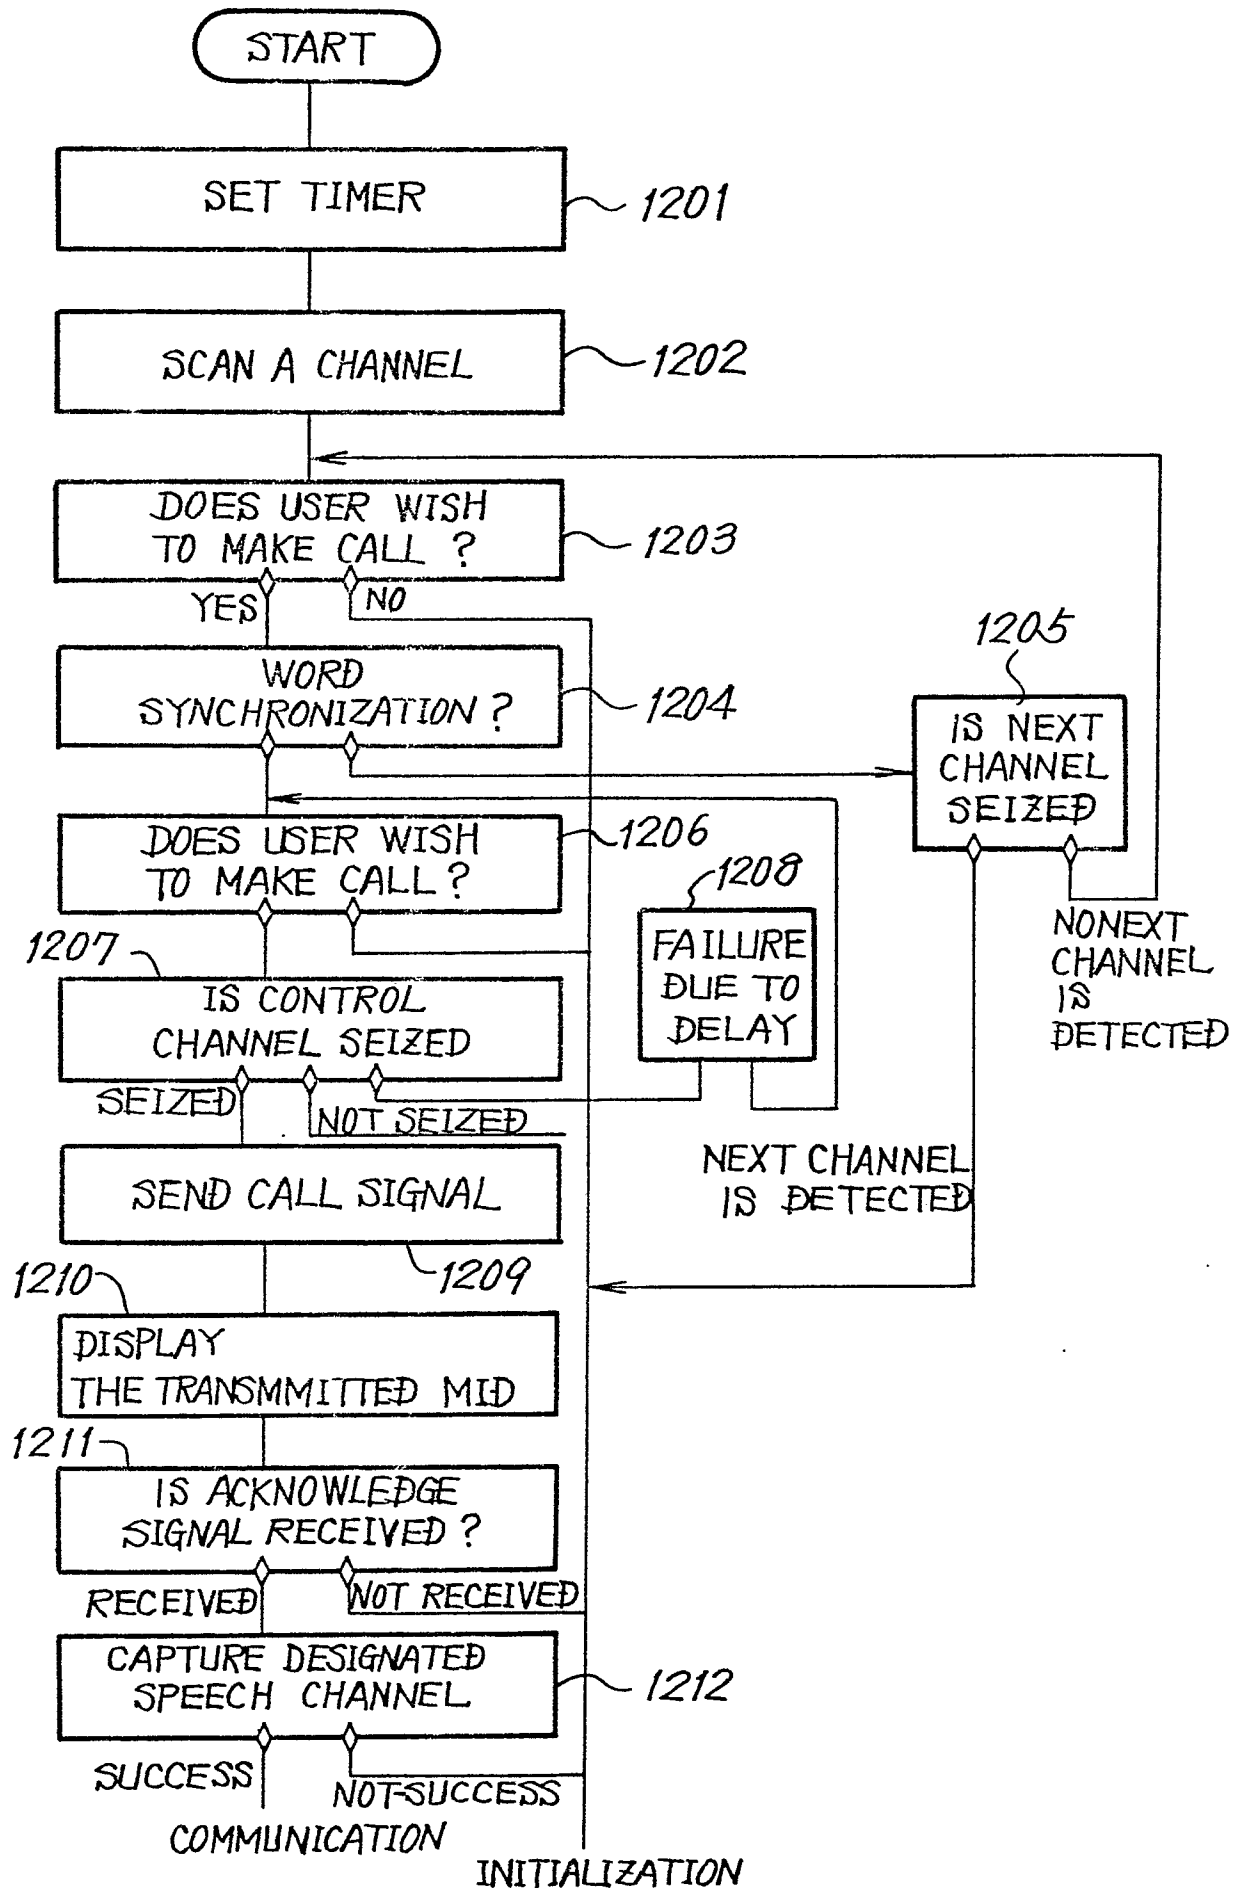 START
SET TIMER
1201
SCAN A CHANNEL
1202
DOES USER WISH
TO MAKE CALL ?
1203
YES
NO
WORD
SYNCHRONIZATION ?
1204
1205
IS NEXT
CHANNEL
SEIZED
DOES USER WISH
TO MAKE CALL ?
1206
1208
FAILURE
DUE TO
DELAY
NONEXT
CHANNEL
IS
DETECTED
1207
IS CONTROL
CHANNEL SEIZED
SEIZED
NOT SEIZED
NEXT CHANNEL
IS DETECTED
SEND CALL SIGNAL
1209
1210
DISPLAY
THE TRANSMMITTED MID
1211
IS ACKNOWLEDGE
SIGNAL RECEIVED ?
RECEIVED
NOT RECEIVED
CAPTURE DESIGNATED
SPEECH CHANNEL
1212
SUCCESS
NOT-SUCCESS
COMMUNICATION
INITIALIZATION